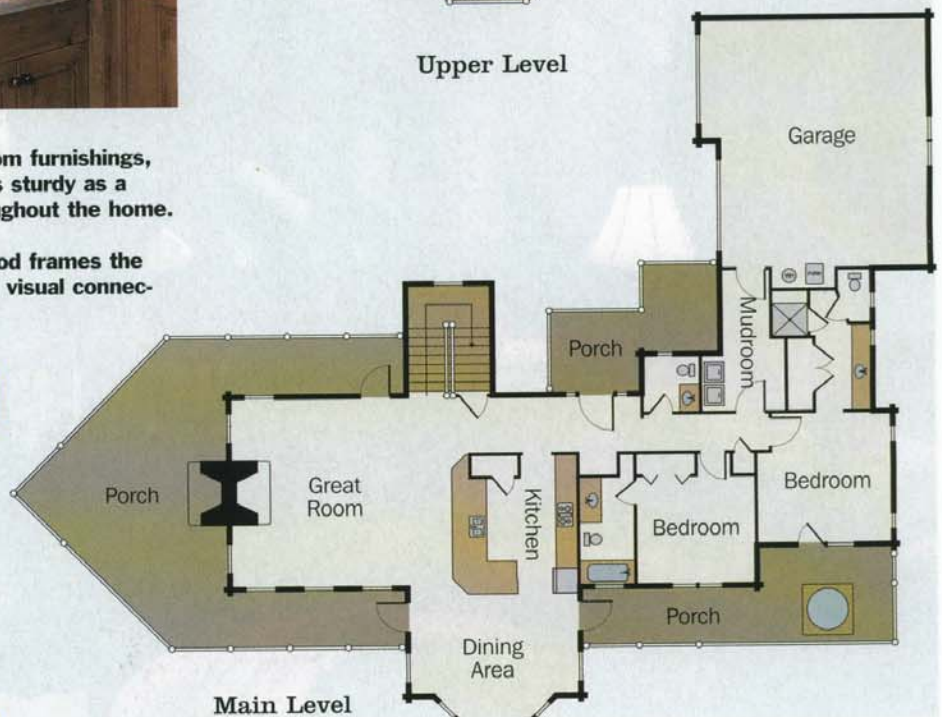 Upper Level
om furnishings,
s sturdy as a
ughout the home.
od frames the
visual connec-
Garage
Mudroom
Porch
Porch
Great
Room
Kitchen
Bedroom
Bedroom
Porch
Dining
Area
Main Level